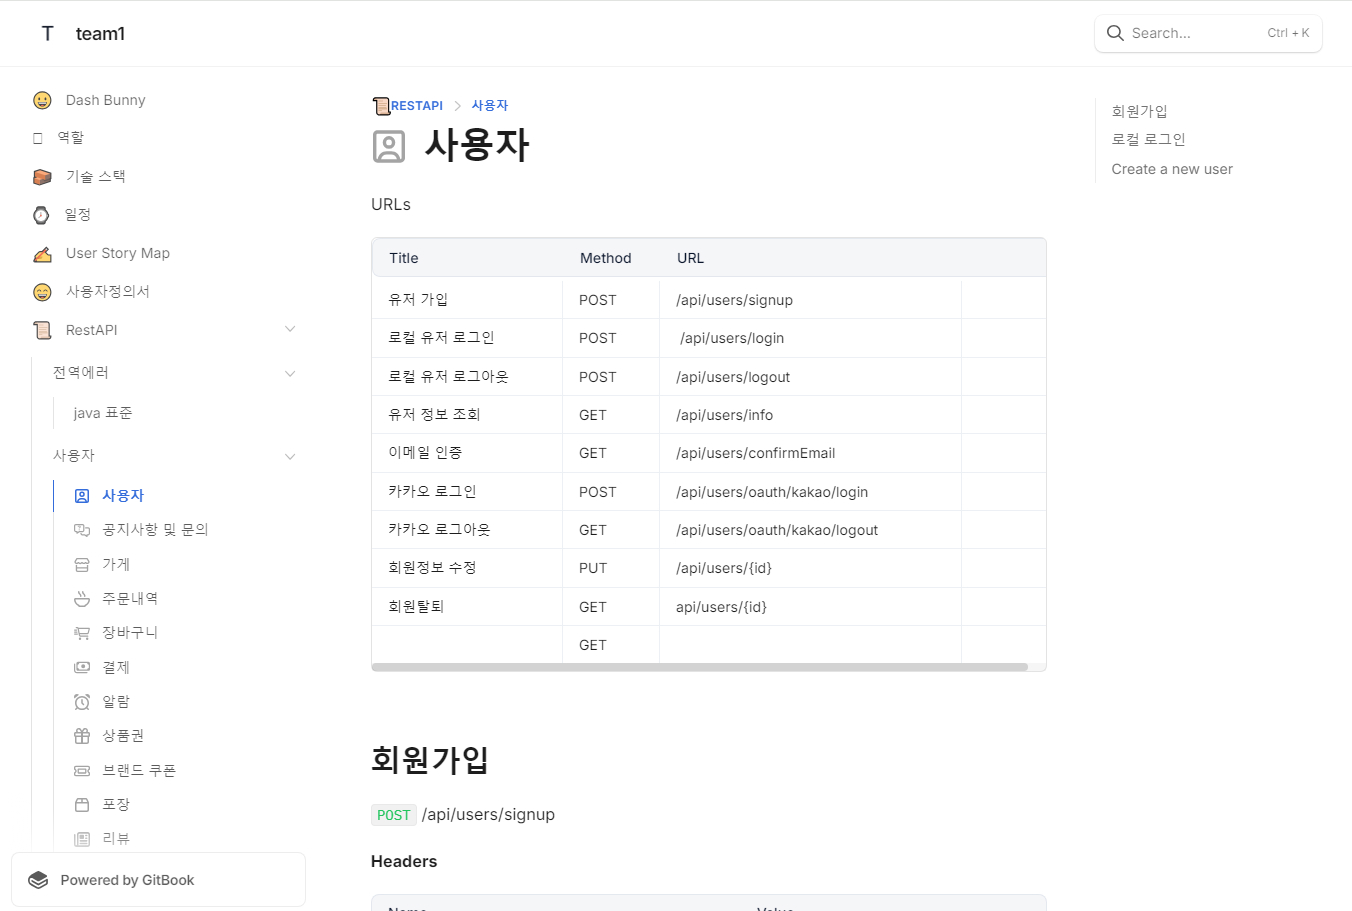 T team1
Search... Ctrl + K
Dash Bunny
역할
기술 스택
일정
User Story Map
사용자정의서
RestAPI
전역에러
java 표준
사용자
사용자
공지사항 및 문의
가게
주문내역
장바구니
결제
알람
상품권
브랜드 쿠폰
포장
리뷰
Powered by GitBook
RESTAPI > 사용자
사용자
URLs
Title Method URL
유저 가입 POST /api/users/signup
로컬 유저 로그인 POST /api/users/login
로컬 유저 로그아웃 POST /api/users/logout
유저 정보 조회 GET /api/users/info
이메일 인증 GET /api/users/confirmEmail
카카오 로그인 POST /api/users/oauth/kakao/login
카카오 로그아웃 GET /api/users/oauth/kakao/logout
회원정보 수정 PUT /api/users/{id}
회원탈퇴 GET api/users/{id}
GET
회원가입
POST /api/users/signup
Headers
Name Value
회원가입
로컬 로그인
Create a new user